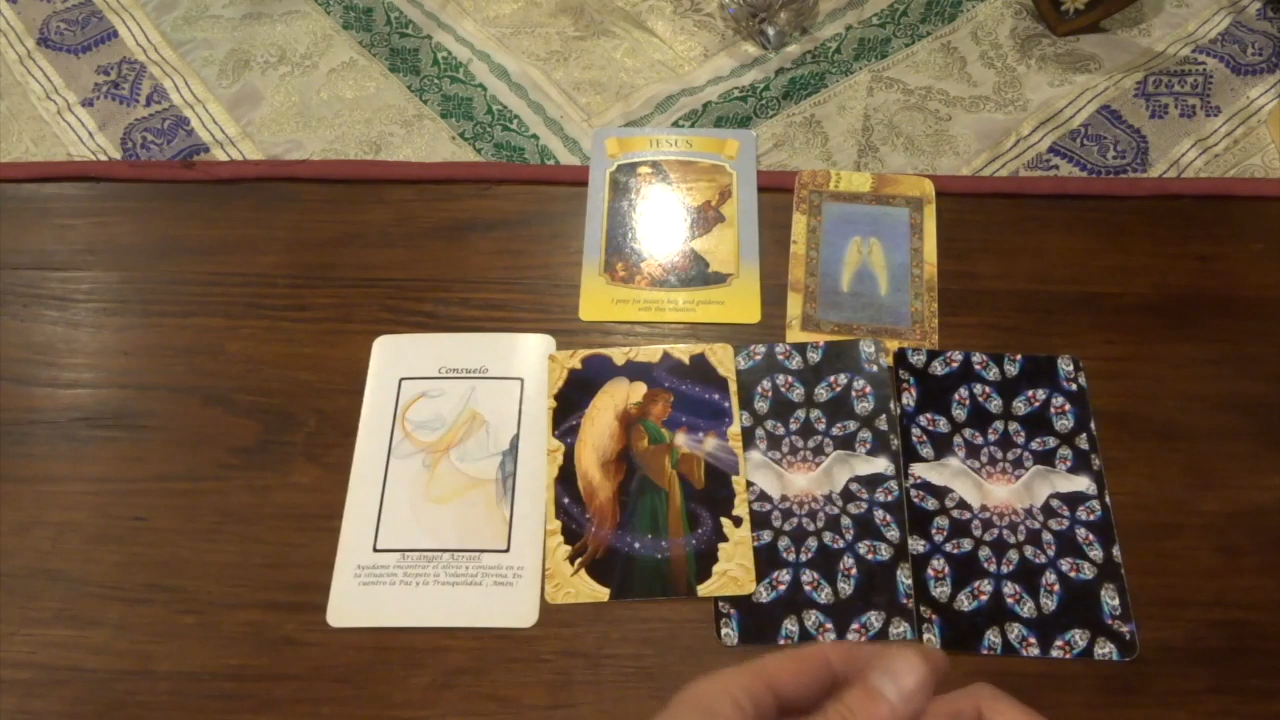 JESUS
I pray for Jesus's help and guidance
with this situation.
Consuelo
Arcángel Azrael
Ayudame encontrar el alivio y consuelo en es
ta situación. Respeto la Voluntad Divina. En
cuentro la Paz y la Tranquilidad ¡ Amén !